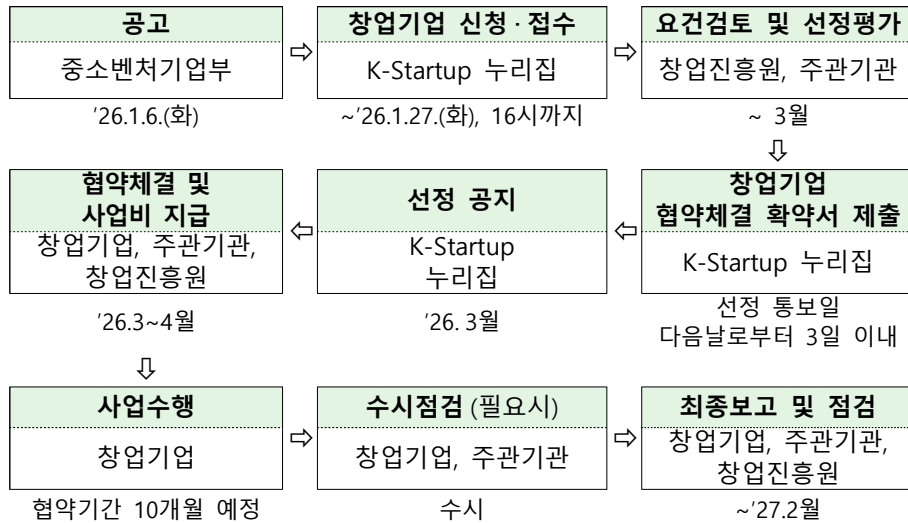 공고
중소벤처기업부
'26.1.6.(화)
⇨
창업기업 신청·접수
K-Startup 누리집
~'26.1.27.(화), 16시까지
⇨
요건검토 및 선정평가
창업진흥원, 주관기관
~ 3월
⇩
창업기업
협약체결 확약서 제출
K-Startup 누리집
선정 통보일
다음날로부터 3일 이내
⇦
선정 공지
K-Startup
누리집
'26. 3월
⇦
협약체결 및
사업비 지급
창업기업, 주관기관,
창업진흥원
'26.3~4월
⇩
사업수행
창업기업
협약기간 10개월 예정
⇨
수시점검 (필요시)
창업기업, 주관기관
수시
⇨
최종보고 및 점검
창업기업, 주관기관,
창업진흥원
~'27.2월